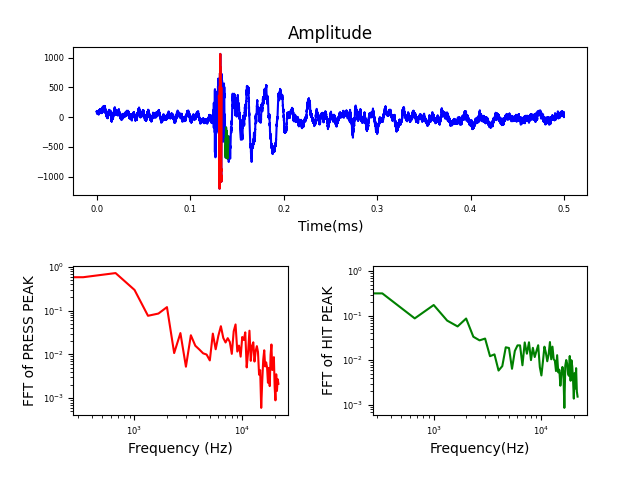 Amplitude
1000
500
0
−500
−1000
0.0 0.1 0.2 0.3 0.4 0.5
Time(ms)
FFT of PRESS PEAK
10⁰
10⁻¹
10⁻²
10⁻³
10³ 10⁴
Frequency (Hz)
FFT of HIT PEAK
10⁰
10⁻¹
10⁻²
10⁻³
10³ 10⁴
Frequency(Hz)